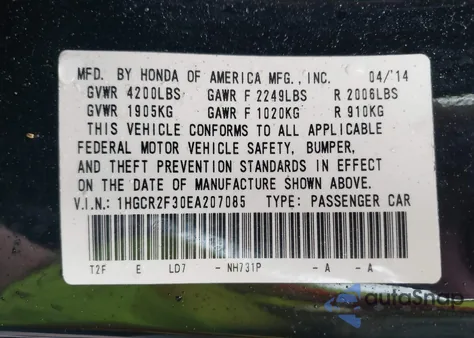 MFD. BY HONDA OF AMERICA MFG., INC. 04/'14
GVWR 4200LBS GAWR F 2249LBS R 2006LBS
GVWR 1905KG GAWR F 1020KG R 910KG
THIS VEHICLE CONFORMS TO ALL APPLICABLE
FEDERAL MOTOR VEHICLE SAFETY, BUMPER,
AND THEFT PREVENTION STANDARDS IN EFFECT
ON THE DATE OF MANUFACTURE SHOWN ABOVE.
V.I.N.: 1HGCR2F30EA207085 TYPE: PASSENGER CAR
T2F E LD7 - NH731P - A - A
autoSnap